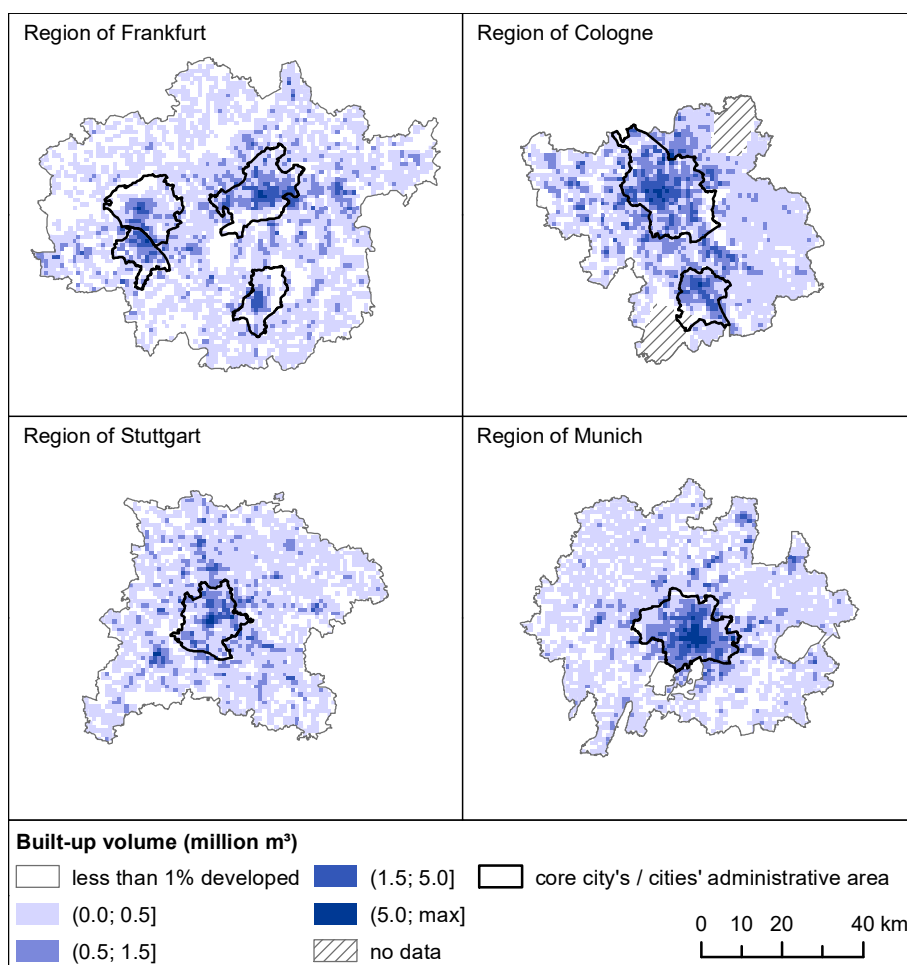 Region of Frankfurt
Region of Cologne
Region of Stuttgart
Region of Munich
Built-up volume (million m³)
less than 1% developed
(0.0; 0.5]
(0.5; 1.5]
(1.5; 5.0]
(5.0; max]
no data
core city's / cities' administrative area
0 10 20 40 km